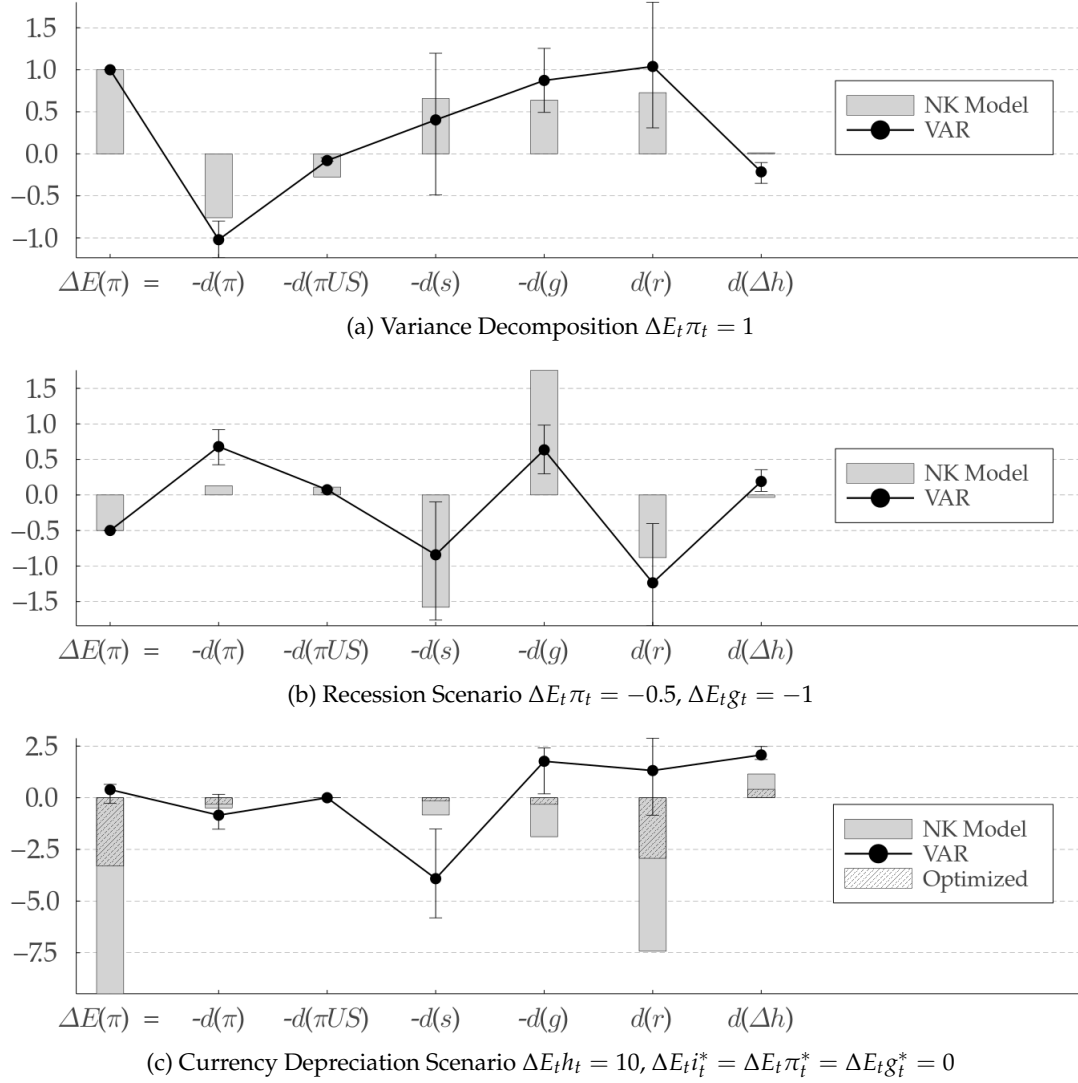 1.5
1.0
0.5
0.0
−0.5
−1.0
NK Model
VAR
ΔE(π) = -d(π) -d(πUS) -d(s) -d(g) d(r) d(Δh)
(a) Variance Decomposition ΔE_tπ_t = 1
1.5
1.0
0.5
0.0
−0.5
−1.0
−1.5
NK Model
VAR
ΔE(π) = -d(π) -d(πUS) -d(s) -d(g) d(r) d(Δh)
(b) Recession Scenario ΔE_tπ_t = −0.5, ΔE_tg_t = −1
2.5
0.0
−2.5
−5.0
−7.5
NK Model
VAR
Optimized
ΔE(π) = -d(π) -d(πUS) -d(s) -d(g) d(r) d(Δh)
(c) Currency Depreciation Scenario ΔE_th_t = 10, ΔE_ti*_t = ΔE_tπ*_t = ΔE_tg*_t = 0